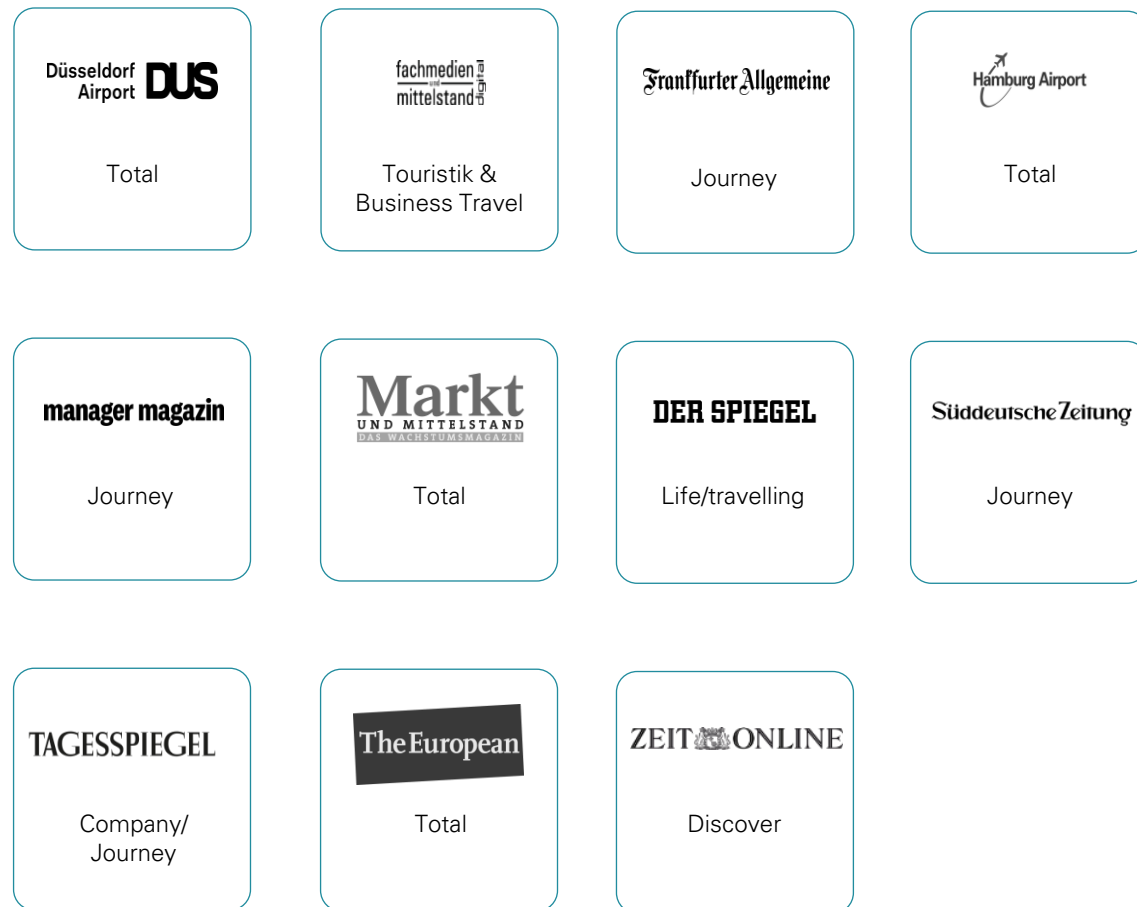 Düsseldorf
Airport DUS
Total
fachmedien
und
mittelstand
digital
Touristik &
Business Travel
Frankfurter Allgemeine
Journey
Hamburg Airport
Total
manager magazin
Journey
Markt
UND MITTELSTAND
DAS WACHSTUMSMAGAZIN
Total
DER SPIEGEL
Life/travelling
Süddeutsche Zeitung
Journey
TAGESSPIEGEL
Company/
Journey
The European
Total
ZEIT ONLINE
Discover